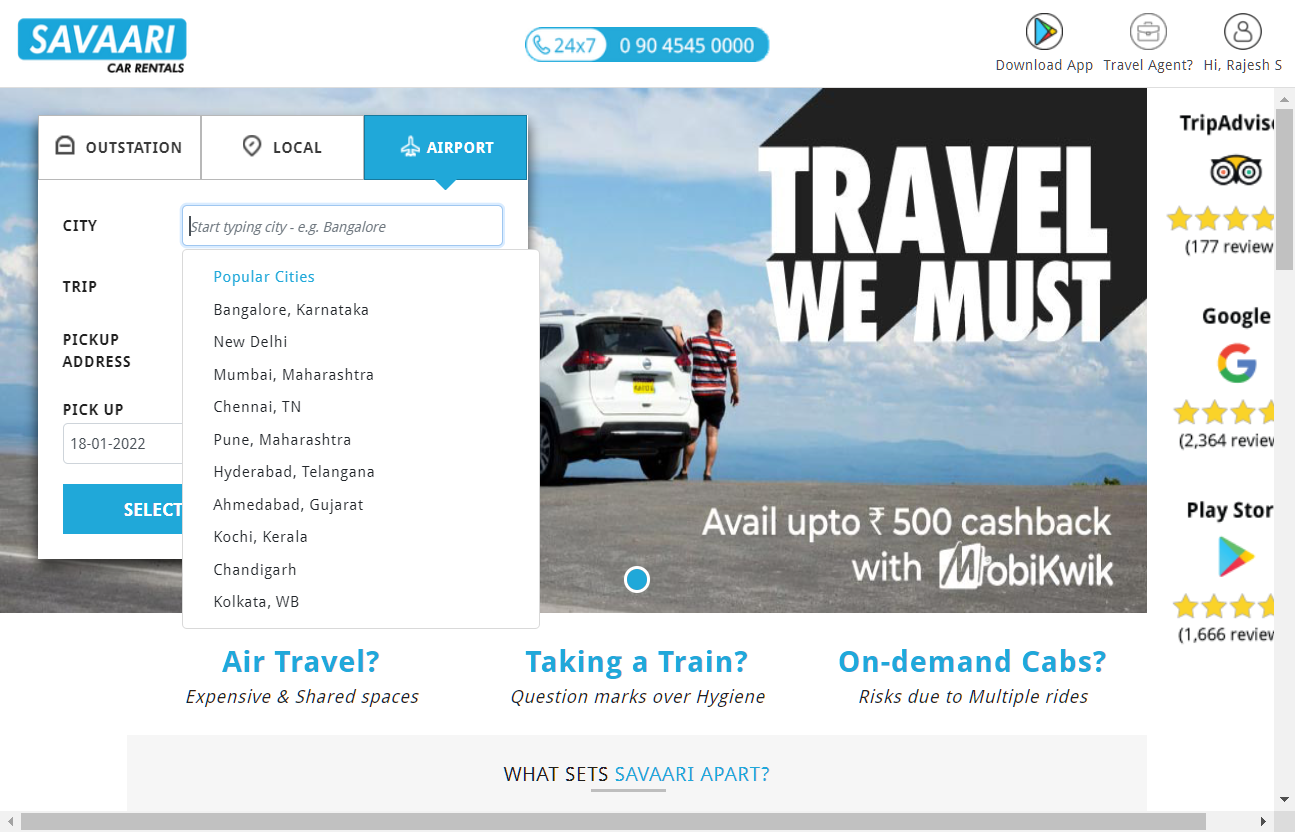 SAVAARI
CAR RENTALS
24x7 0 90 4545 0000
Download App
Travel Agent?
Hi, Rajesh S
OUTSTATION
LOCAL
AIRPORT
CITY
Start typing city - e.g. Bangalore
Popular Cities
Bangalore, Karnataka
New Delhi
Mumbai, Maharashtra
Chennai, TN
Pune, Maharashtra
Hyderabad, Telangana
Ahmedabad, Gujarat
Kochi, Kerala
Chandigarh
Kolkata, WB
TRIP
PICKUP
ADDRESS
PICK UP
18-01-2022
SELECT
TRAVEL
WE MUST
Avail upto ₹ 500 cashback
with MobiKwik
TripAdvis
(177 review
Google
(2,364 review
Play Stor
(1,666 review
Air Travel?
Expensive & Shared spaces
Taking a Train?
Question marks over Hygiene
On-demand Cabs?
Risks due to Multiple rides
WHAT SETS SAVAARI APART?